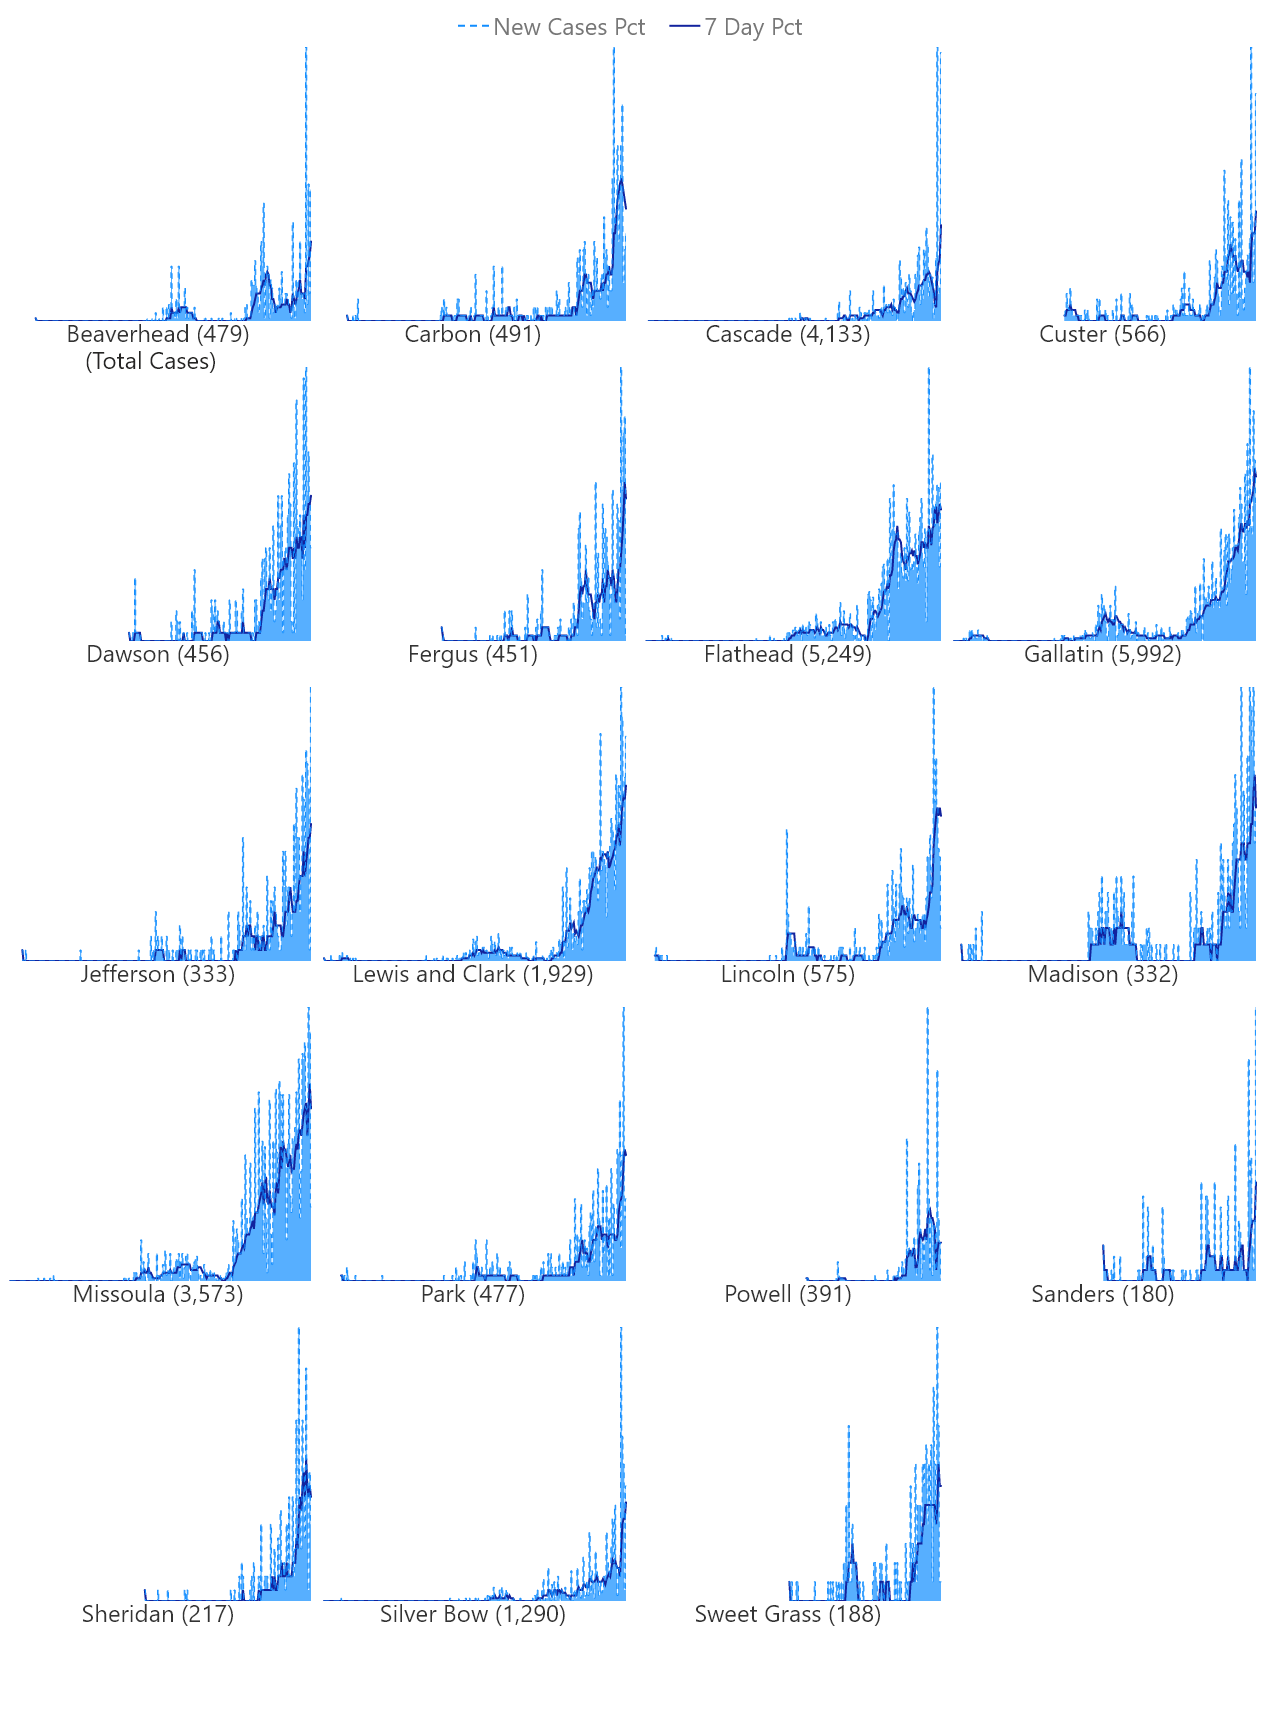 New Cases Pct 7 Day Pct
Beaverhead (479) Carbon (491) Cascade (4,133) Custer (566)
(Total Cases)
Dawson (456) Fergus (451) Flathead (5,249) Gallatin (5,992)
Jefferson (333) Lewis and Clark (1,929) Lincoln (575) Madison (332)
Missoula (3,573) Park (477) Powell (391) Sanders (180)
Sheridan (217) Silver Bow (1,290) Sweet Grass (188)